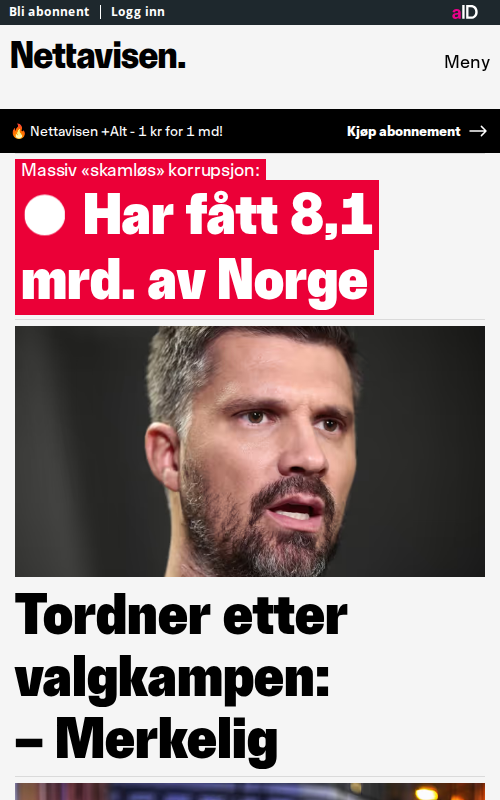 Bli abonnent | Logg inn
aID
Nettavisen.
Meny
🔥 Nettavisen +Alt - 1 kr for 1 md!
Kjøp abonnement →
Massiv «skamløs» korrupsjon:
Har fått 8,1
mrd. av Norge
Tordner etter
valgkampen:
– Merkelig